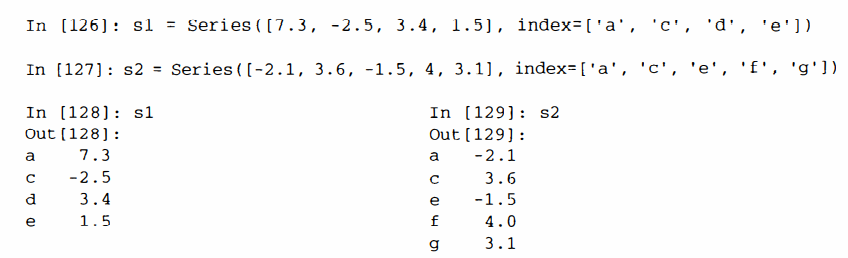 In [126]: s1 = Series([7.3, -2.5, 3.4, 1.5], index=['a', 'c', 'd', 'e'])
In [127]: s2 = Series([-2.1, 3.6, -1.5, 4, 3.1], index=['a', 'c', 'e', 'f', 'g'])
In [128]: s1
Out[128]:
a 7.3
c -2.5
d 3.4
e 1.5
In [129]: s2
Out[129]:
a -2.1
c 3.6
e -1.5
f 4.0
g 3.1